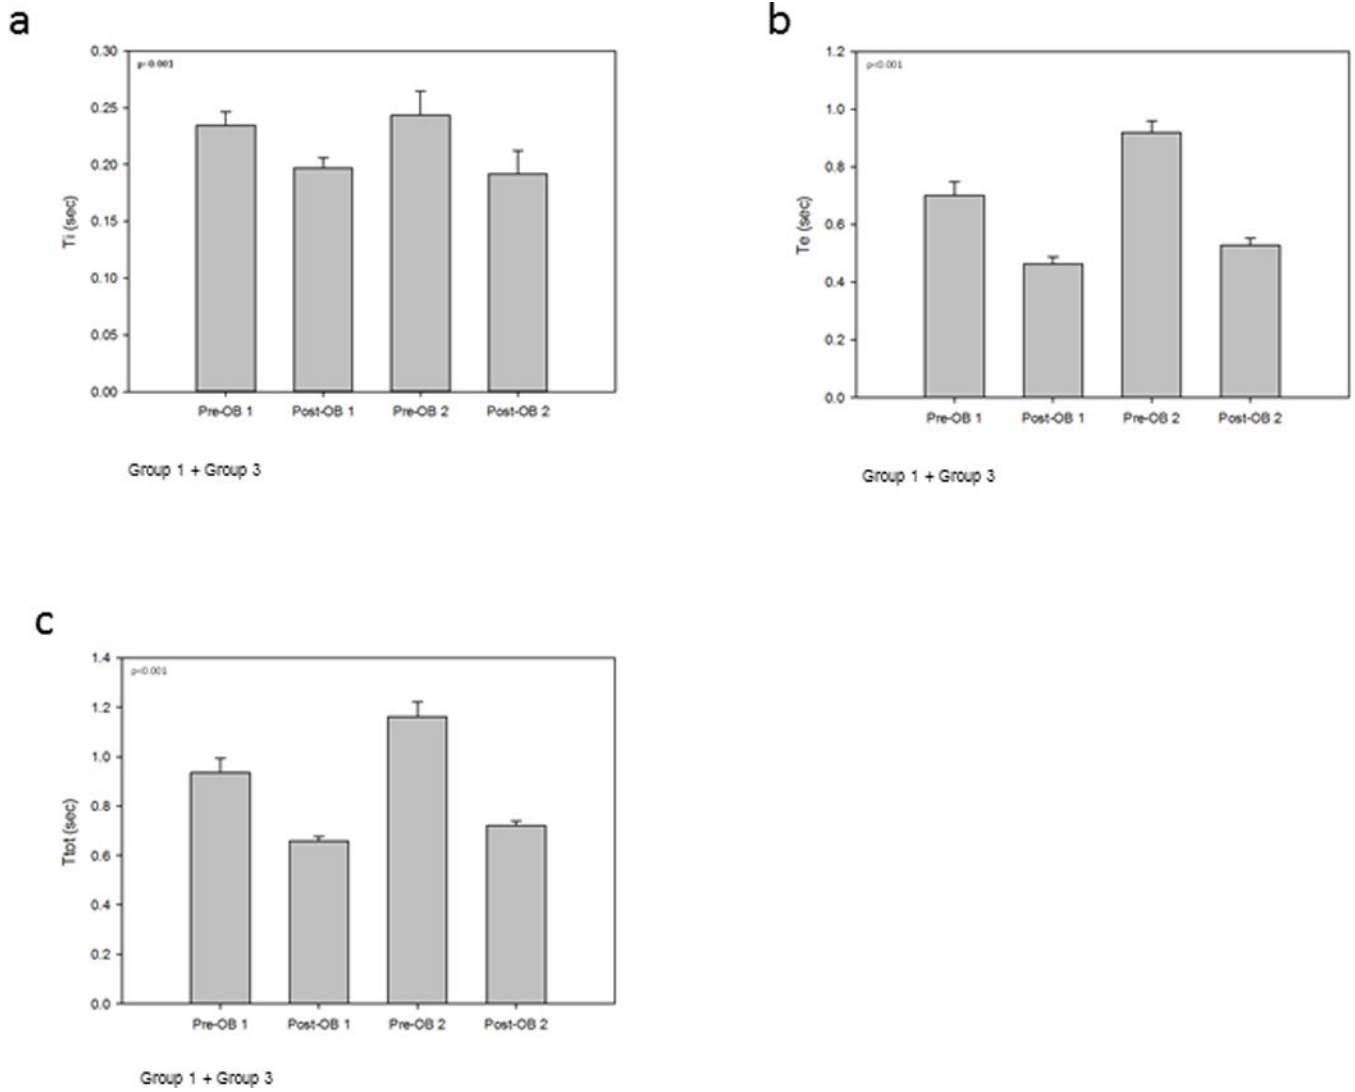 a
0.30
p<0.001
0.25
0.20
0.15
0.10
0.05
0.00
Ti (sec)
Pre-OB 1 Post-OB 1 Pre-OB 2 Post-OB 2
Group 1 + Group 3
b
1.2
p<0.001
1.0
0.8
0.6
0.4
0.2
0.0
Te (sec)
Pre-OB 1 Post-OB 1 Pre-OB 2 Post-OB 2
Group 1 + Group 3
c
1.4
p<0.001
1.2
1.0
0.8
0.6
0.4
0.2
0.0
Ttot (sec)
Pre-OB 1 Post-OB 1 Pre-OB 2 Post-OB 2
Group 1 + Group 3